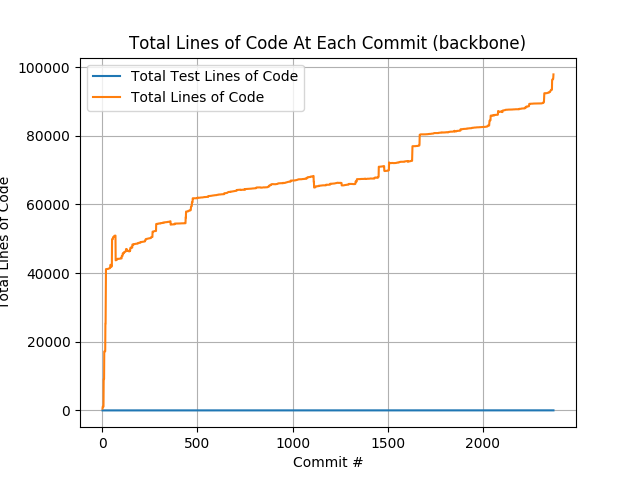 Total Lines of Code At Each Commit (backbone)
Total Test Lines of Code
Total Lines of Code
100000
80000
60000
40000
20000
0
Total Lines of Code
0 500 1000 1500 2000
Commit #